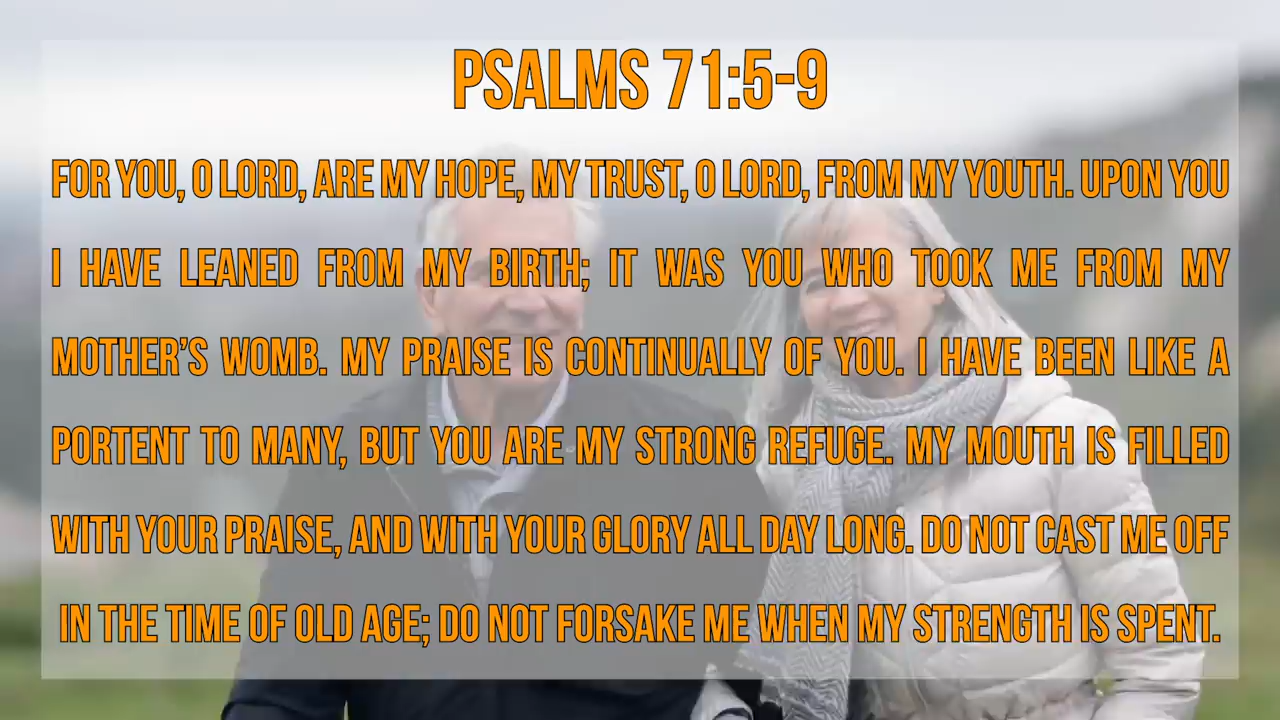 PSALMS 71:5-9
FOR YOU, O LORD, ARE MY HOPE, MY TRUST, O LORD, FROM MY YOUTH. UPON YOU
I HAVE LEANED FROM MY BIRTH; IT WAS YOU WHO TOOK ME FROM MY
MOTHER’S WOMB. MY PRAISE IS CONTINUALLY OF YOU. I HAVE BEEN LIKE A
PORTENT TO MANY, BUT YOU ARE MY STRONG REFUGE. MY MOUTH IS FILLED
WITH YOUR PRAISE, AND WITH YOUR GLORY ALL DAY LONG. DO NOT CAST ME OFF
IN THE TIME OF OLD AGE; DO NOT FORSAKE ME WHEN MY STRENGTH IS SPENT.